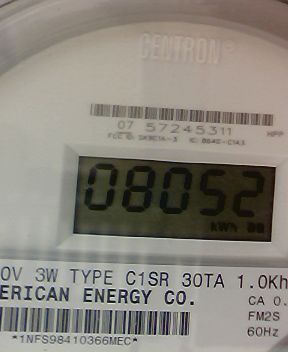 CENTRON®
07 57245311
08052
kWh
0V 3W TYPE C1SR 30TA 1.0Kh
ERICAN ENERGY CO.
CA 0.
FM2S
60Hz
*1NFS98410366MEC*